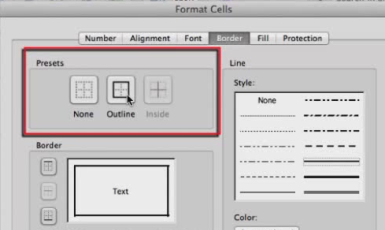 Format Cells
Number Alignment Font Border Fill Protection
Presets
None Outline Inside
Border
Text
Line
Style:
None
Color: